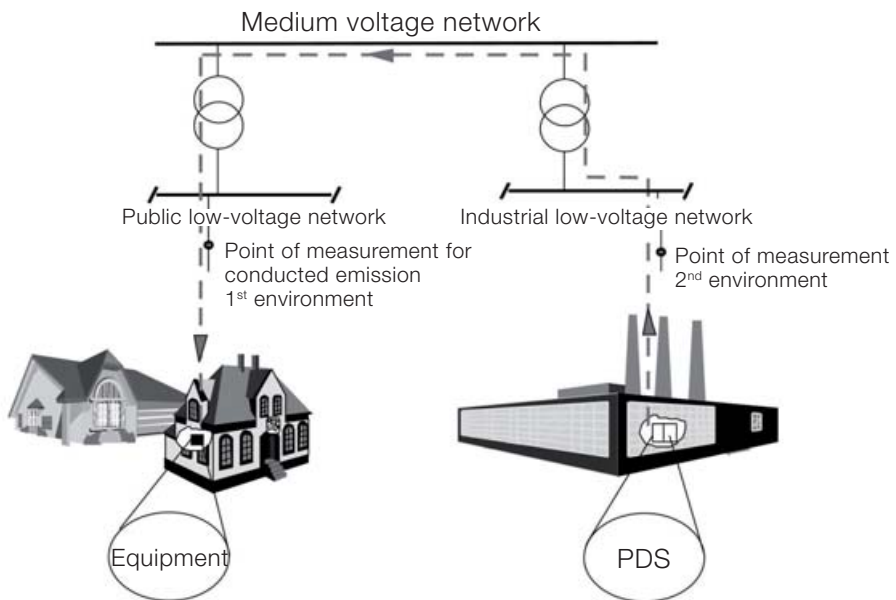 Medium voltage network
Public low-voltage network
Industrial low-voltage network
Point of measurement for
conducted emission
1st environment
Point of measurement
2nd environment
Equipment
PDS